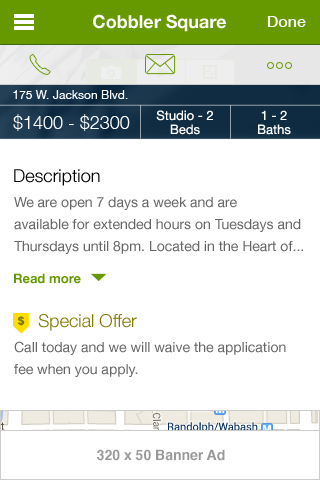 Cobbler Square
Done
175 W. Jackson Blvd.
$1400 - $2300
Studio - 2
Beds
1 - 2
Baths
Description
We are open 7 days a week and are
available for extended hours on Tuesdays and
Thursdays until 8pm. Located in the Heart of...
Read more
$ Special Offer
Call today and we will waive the application
fee when you apply.
Randolph/Wabash
320 x 50 Banner Ad